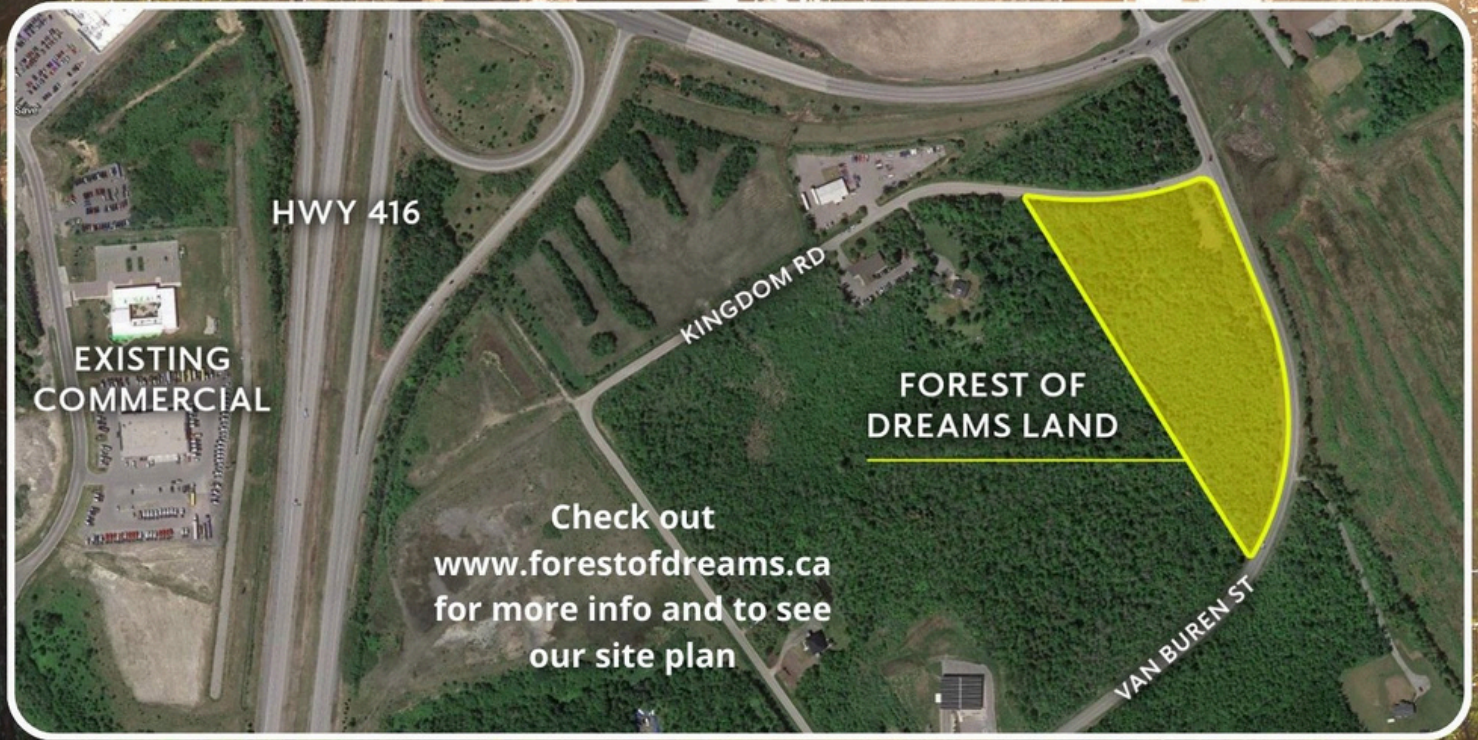 Save
HWY 416
KINGDOM RD
EXISTING
COMMERCIAL
FOREST OF
DREAMS LAND
Check out
www.forestofdreams.ca
for more info and to see
our site plan
VAN BUREN ST